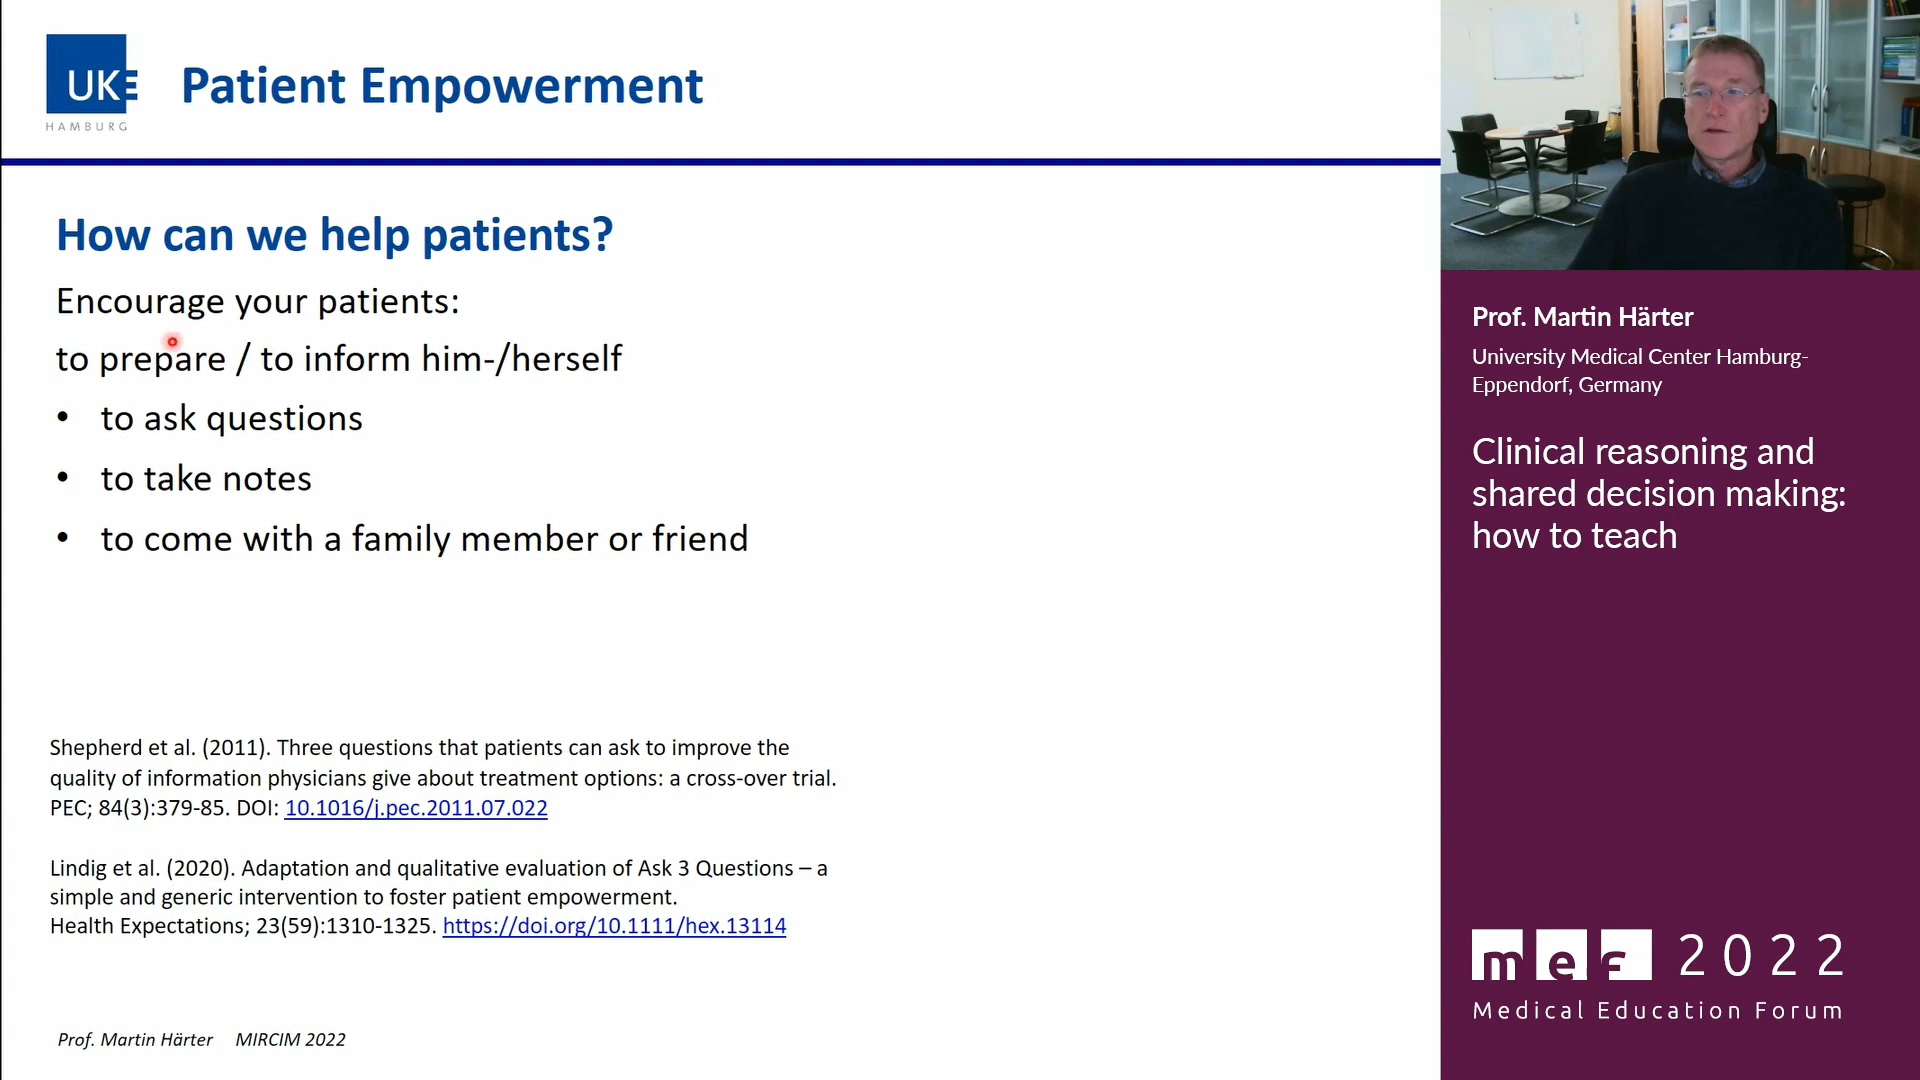 UKE
HAMBURG
Patient Empowerment
How can we help patients?
Encourage your patients:
to prepare / to inform him-/herself
• to ask questions
• to take notes
• to come with a family member or friend
Shepherd et al. (2011). Three questions that patients can ask to improve the
quality of information physicians give about treatment options: a cross-over trial.
PEC; 84(3):379-85. DOI: 10.1016/j.pec.2011.07.022
Lindig et al. (2020). Adaptation and qualitative evaluation of Ask 3 Questions – a
simple and generic intervention to foster patient empowerment.
Health Expectations; 23(59):1310-1325. https://doi.org/10.1111/hex.13114
Prof. Martin Härter MIRCIM 2022
Prof. Martin Härter
University Medical Center Hamburg-
Eppendorf, Germany
Clinical reasoning and
shared decision making:
how to teach
mef 2022
Medical Education Forum